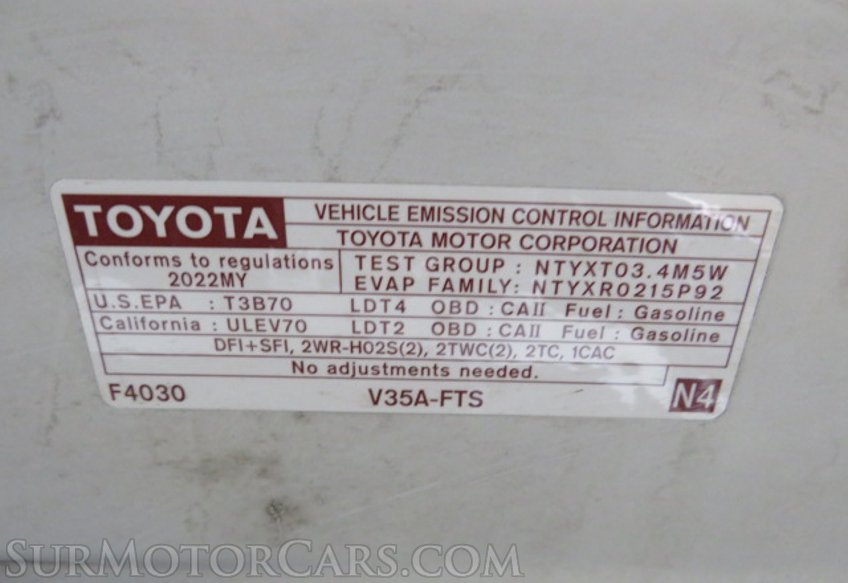 TOYOTA
VEHICLE EMISSION CONTROL INFORMATION
TOYOTA MOTOR CORPORATION
Conforms to regulations
2022MY
TEST GROUP : NTYXT03.4M5W
EVAP FAMILY: NTYXR0215P92
U.S.EPA : T3B70 LDT4 OBD : CAII Fuel : Gasoline
California : ULEV70 LDT2 OBD : CAII Fuel : Gasoline
DFI+SFI, 2WR-HO2S(2), 2TWC(2), 2TC, 1CAC
No adjustments needed.
F4030 V35A-FTS N4
SurMotorCars.com